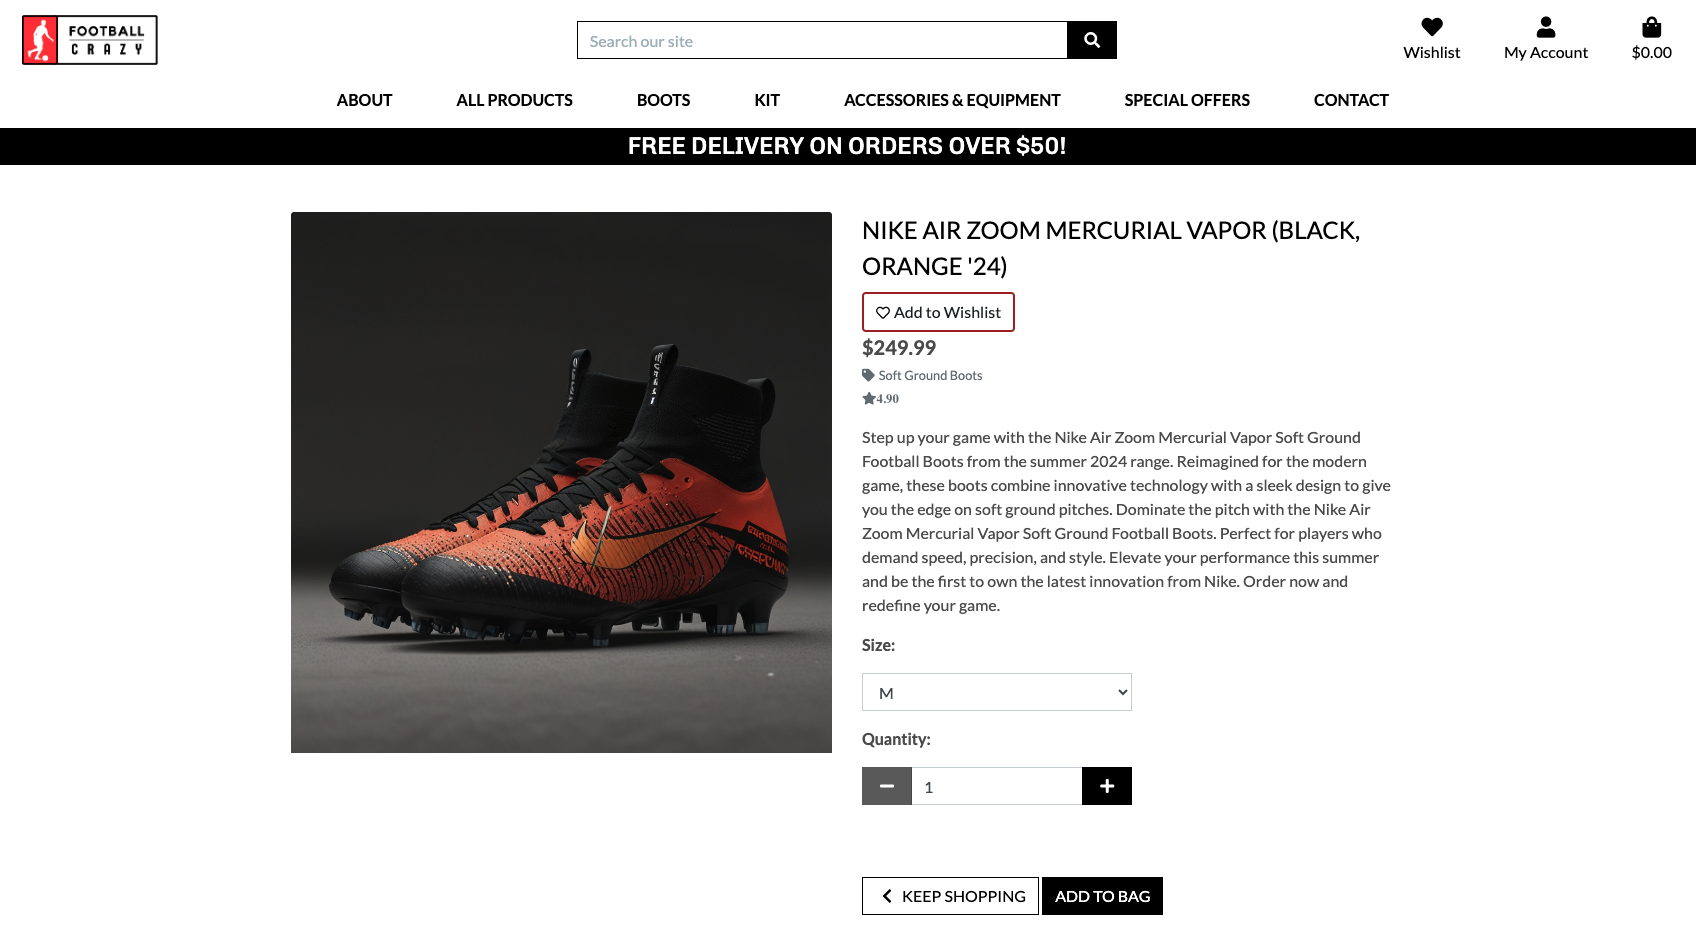 FOOTBALL
CRAZY
Search our site
Wishlist
My Account
$0.00
ABOUT
ALL PRODUCTS
BOOTS
KIT
ACCESSORIES & EQUIPMENT
SPECIAL OFFERS
CONTACT
FREE DELIVERY ON ORDERS OVER $50!
NIKE AIR ZOOM MERCURIAL VAPOR (BLACK,
ORANGE '24)
Add to Wishlist
$249.99
Soft Ground Boots
4.90
Step up your game with the Nike Air Zoom Mercurial Vapor Soft Ground
Football Boots from the summer 2024 range. Reimagined for the modern
game, these boots combine innovative technology with a sleek design to give
you the edge on soft ground pitches. Dominate the pitch with the Nike Air
Zoom Mercurial Vapor Soft Ground Football Boots. Perfect for players who
demand speed, precision, and style. Elevate your performance this summer
and be the first to own the latest innovation from Nike. Order now and
redefine your game.
Size:
M
Quantity:
1
KEEP SHOPPING
ADD TO BAG